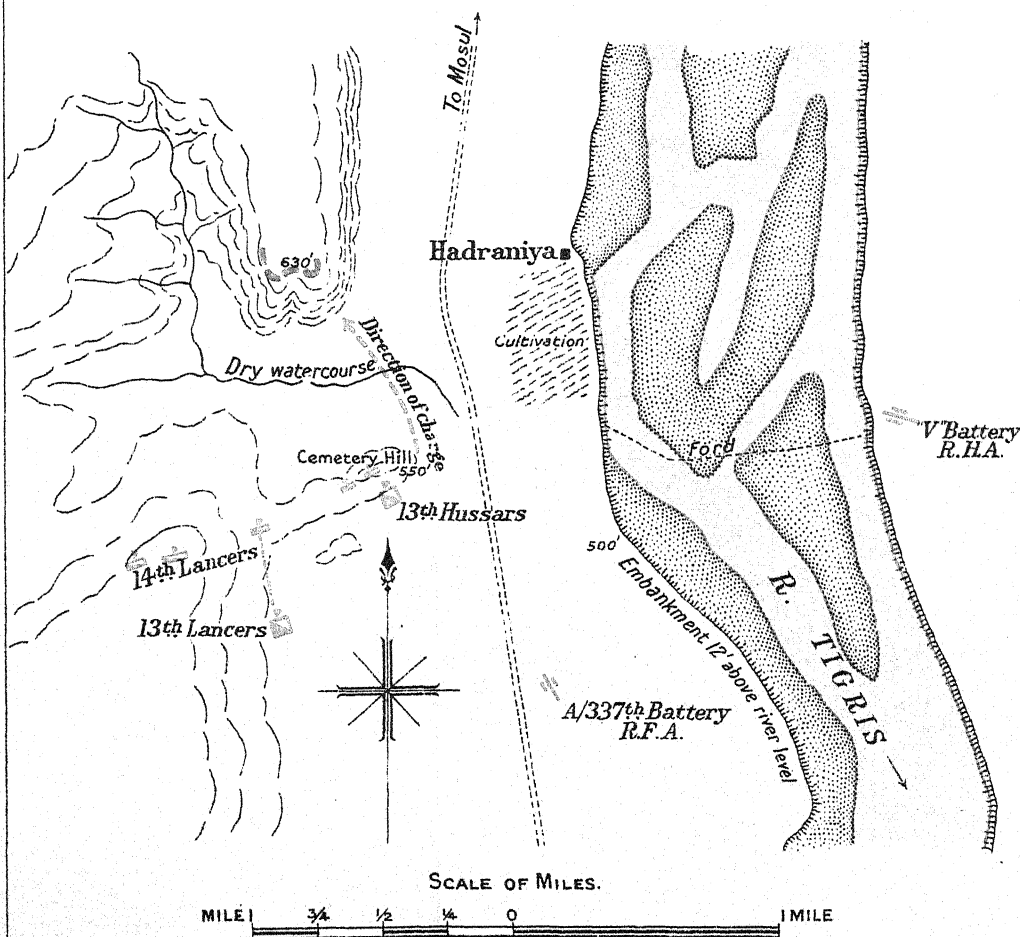 To Mosul
630'
Hadraniya
Cultivation
Direction of charge
Dry watercourse
Ford
"V" Battery
R.H.A.
Cemetery Hill
550'
13th Hussars
14th Lancers
500'
Embankment 12' above river level
13th Lancers
R. TIGRIS
A/337th Battery
R.F.A.
SCALE OF MILES.
MILE 1 3/4 1/2 1/4 0 1 MILE